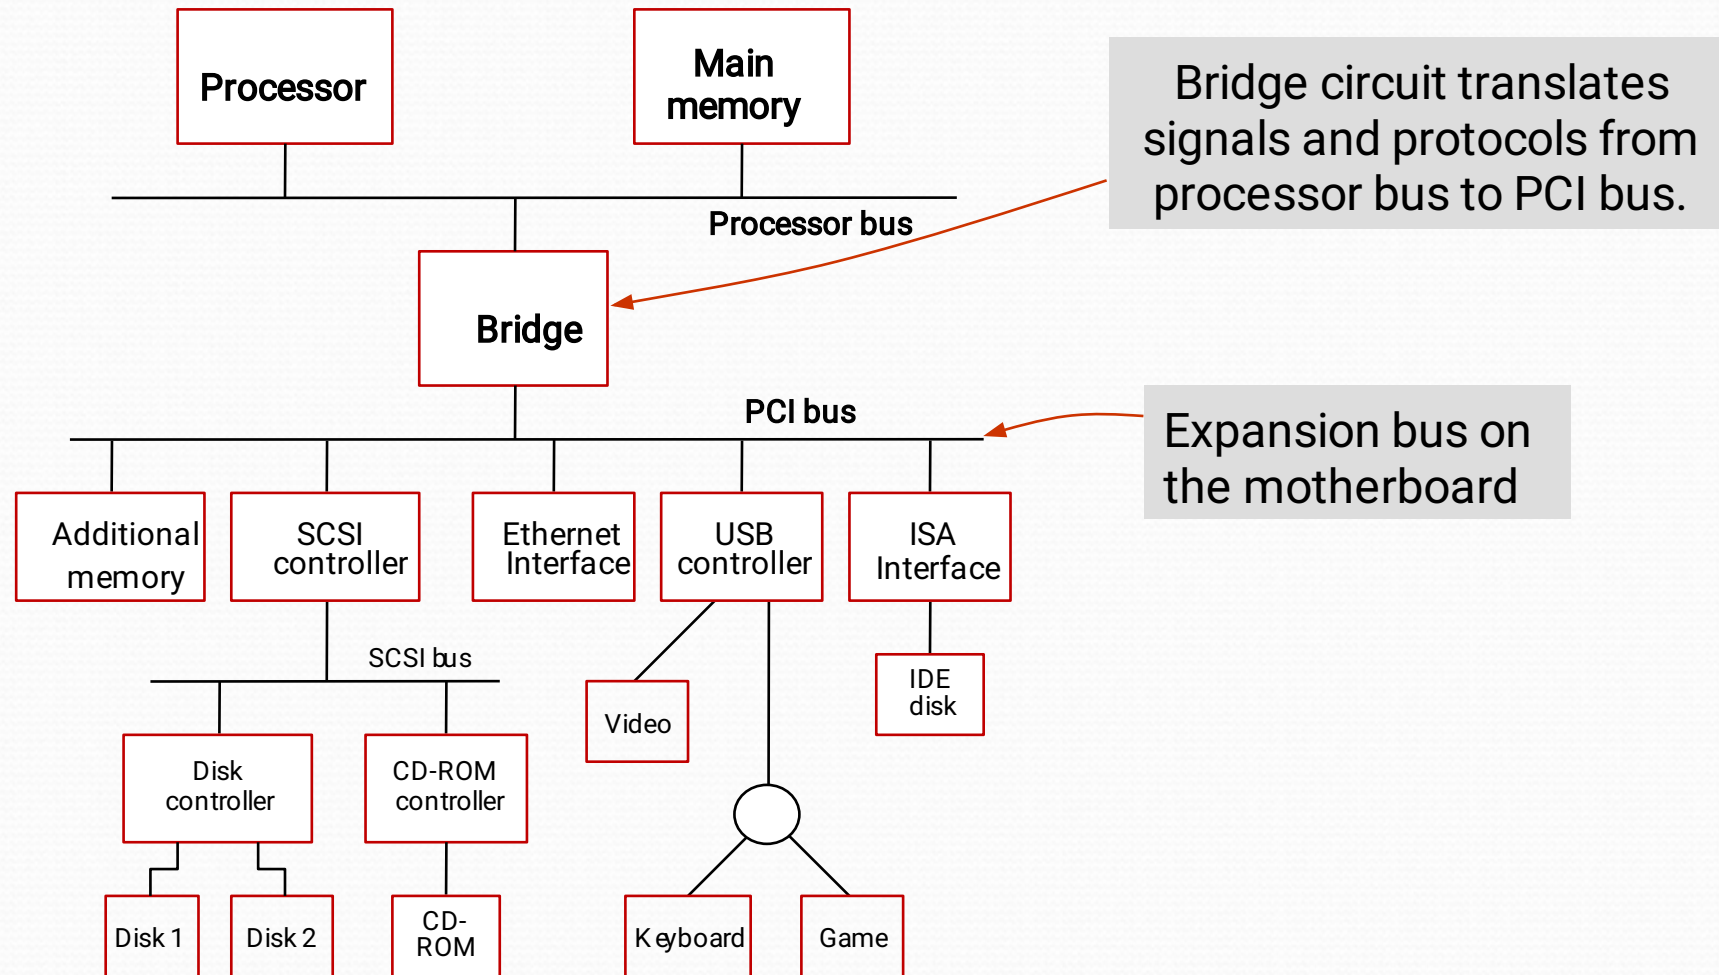 Processor
Main
memory
Bridge circuit translates
signals and protocols from
processor bus to PCI bus.
Processor bus
Bridge
PCI bus
Expansion bus on
the motherboard
Additional
memory
SCSI
controller
Ethernet
Interface
USB
controller
ISA
Interface
SCSI bus
IDE
disk
Video
Disk
controller
CD-ROM
controller
Disk 1
Disk 2
CD-
ROM
Keyboard
Game